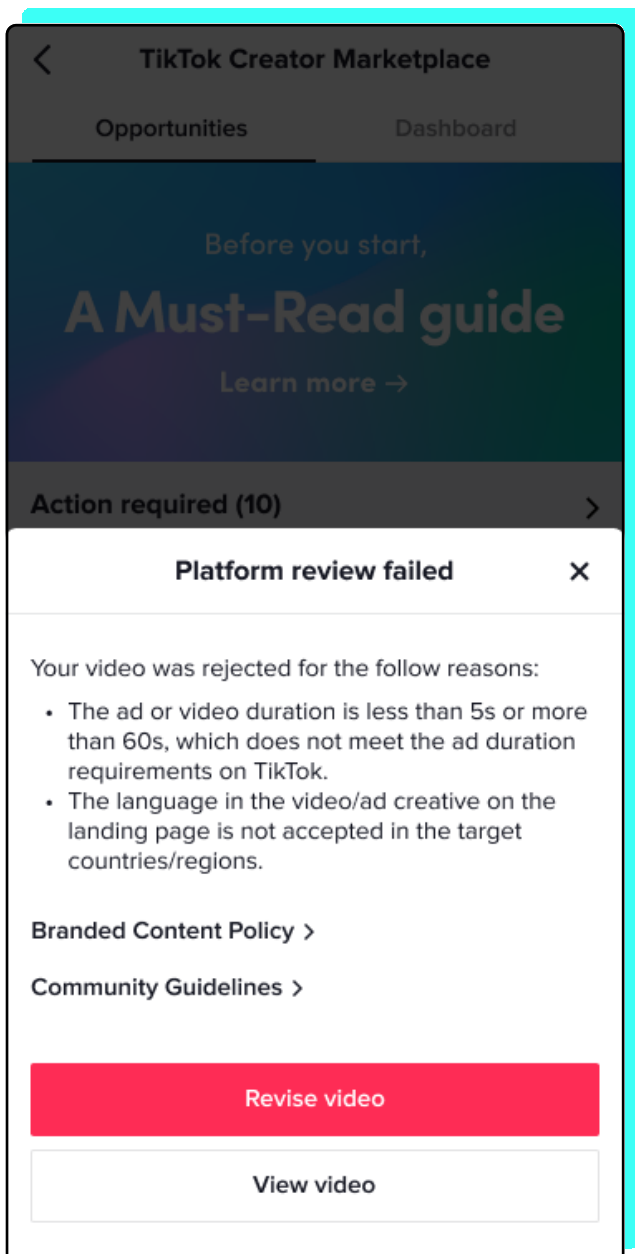 TikTok Creator Marketplace
Opportunities
Dashboard
Before you start,
A Must-Read guide
Learn more →
Action required (10)
Platform review failed
Your video was rejected for the follow reasons:
• The ad or video duration is less than 5s or more
than 60s, which does not meet the ad duration
requirements on TikTok.
• The language in the video/ad creative on the
landing page is not accepted in the target
countries/regions.
Branded Content Policy >
Community Guidelines >
Revise video
View video